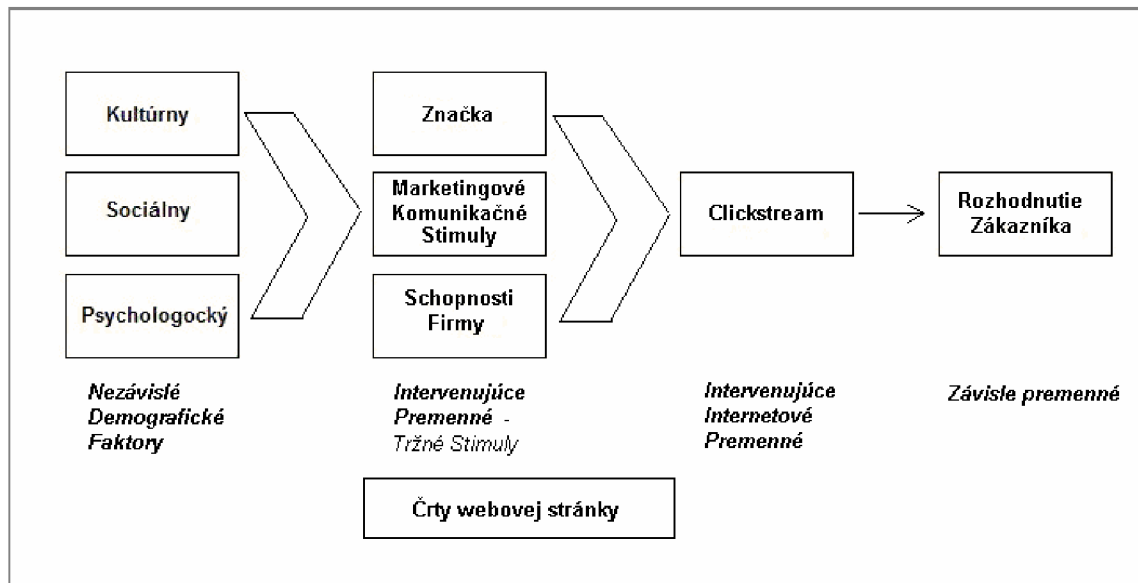 Kultúrny
Sociálny
Psychologocký
Nezávislé
Demografické
Faktory
Značka
Marketingové
Komunikačné
Stimuly
Schopnosti
Firmy
Intervenujúce
Premenné -
Tržné Stimuly
Črty webovej stránky
Clickstream
Intervenujúce
Internetové
Premenné
Rozhodnutie
Zákazníka
Závisle premenné